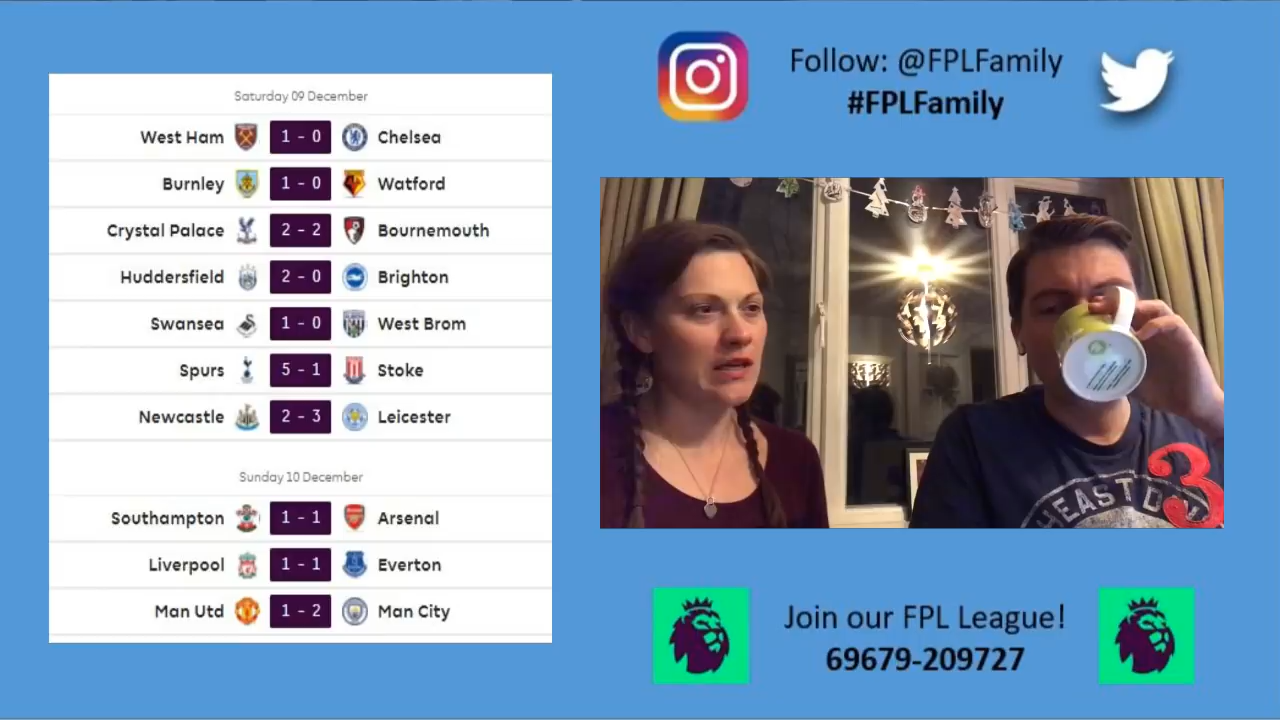 Saturday 09 December
West Ham 1 - 0 Chelsea
Burnley 1 - 0 Watford
Crystal Palace 2 - 2 Bournemouth
Huddersfield 2 - 0 Brighton
Swansea 1 - 0 West Brom
Spurs 5 - 1 Stoke
Newcastle 2 - 3 Leicester
Sunday 10 December
Southampton 1 - 1 Arsenal
Liverpool 1 - 1 Everton
Man Utd 1 - 2 Man City
Follow: @FPLFamily
#FPLFamily
EAST
3
Join our FPL League!
69679-209727